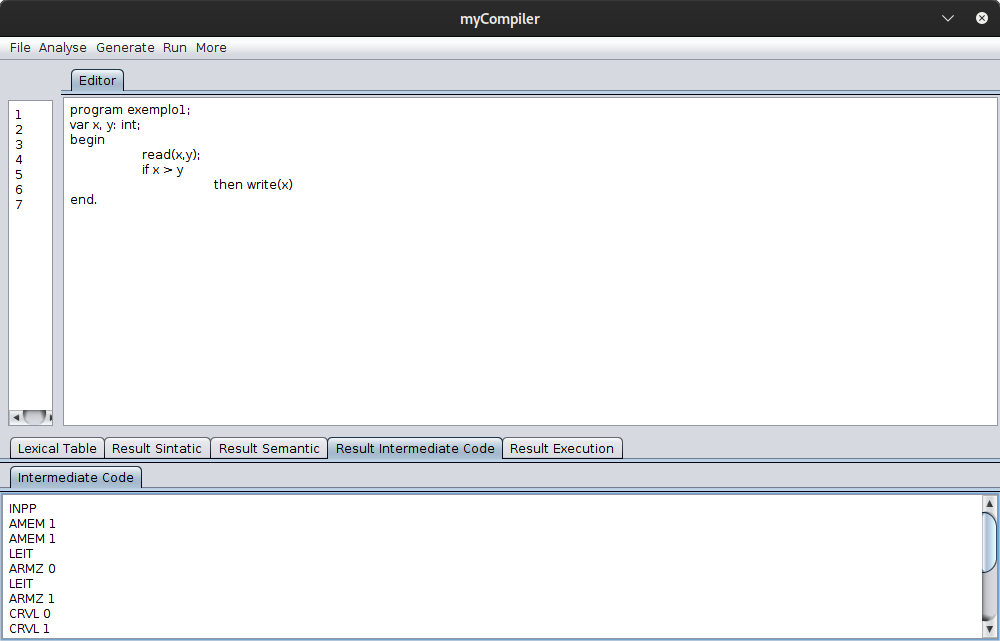 myCompiler
File Analyse Generate Run More
Editor
1 program exemplo1;
2 var x, y: int;
3 begin
4 read(x,y);
5 if x > y
6 then write(x)
7 end.
Lexical Table Result Sintatic Result Semantic Result Intermediate Code Result Execution
Intermediate Code
INPP
AMEM 1
AMEM 1
LEIT
ARMZ 0
LEIT
ARMZ 1
CRVL 0
CRVL 1